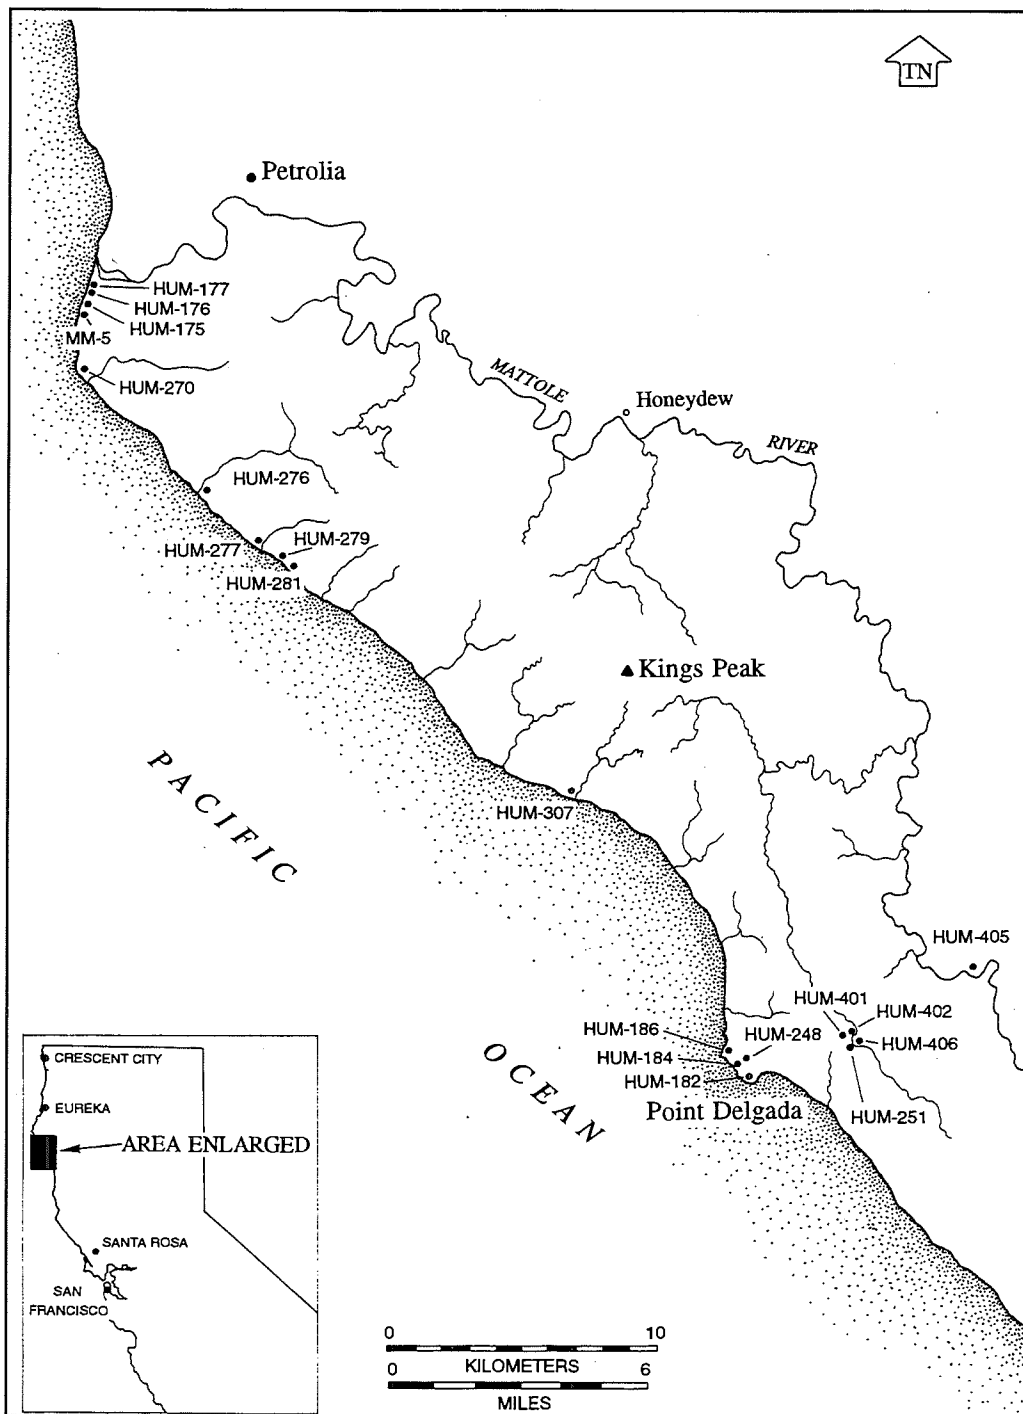 TN
Petrolia
HUM-177
HUM-176
HUM-175
MM-5
HUM-270
MATTOLE
Honeydew
RIVER
HUM-276
HUM-277
HUM-279
HUM-281
Kings Peak
PACIFIC
HUM-307
HUM-405
HUM-401
HUM-402
HUM-186
HUM-248
HUM-406
HUM-184
HUM-182
OCEAN
Point Delgada
HUM-251
CRESCENT CITY
EUREKA
AREA ENLARGED
SANTA ROSA
SAN
FRANCISCO
0 10
KILOMETERS
0 6
MILES